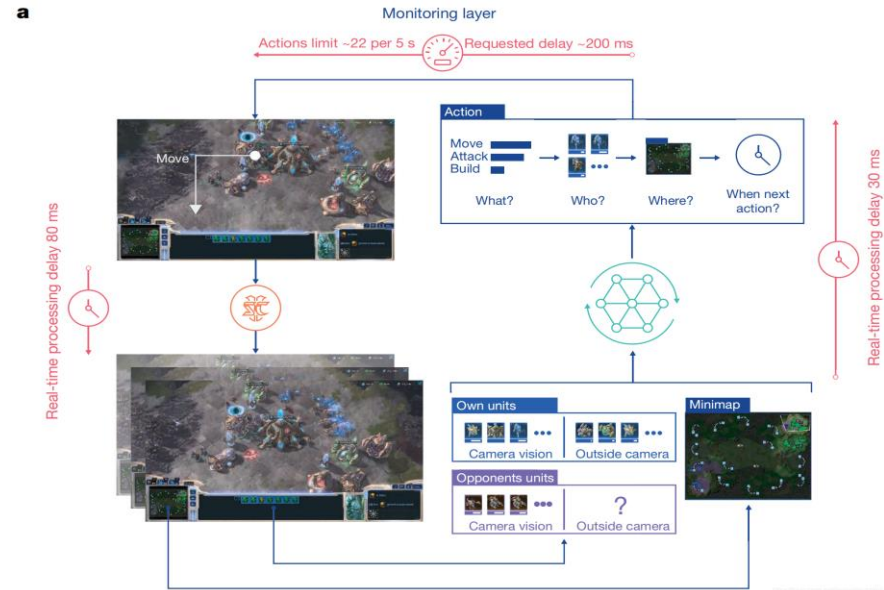 a
Monitoring layer
Actions limit ~22 per 5 s
Requested delay ~200 ms
Move
Real-time processing delay 80 ms
Action
Move
Attack
Build
What?
Who?
Where?
When next
action?
Real-time processing delay 30 ms
Own units
Camera vision
Outside camera
Opponents units
Camera vision
?
Outside camera
Minimap